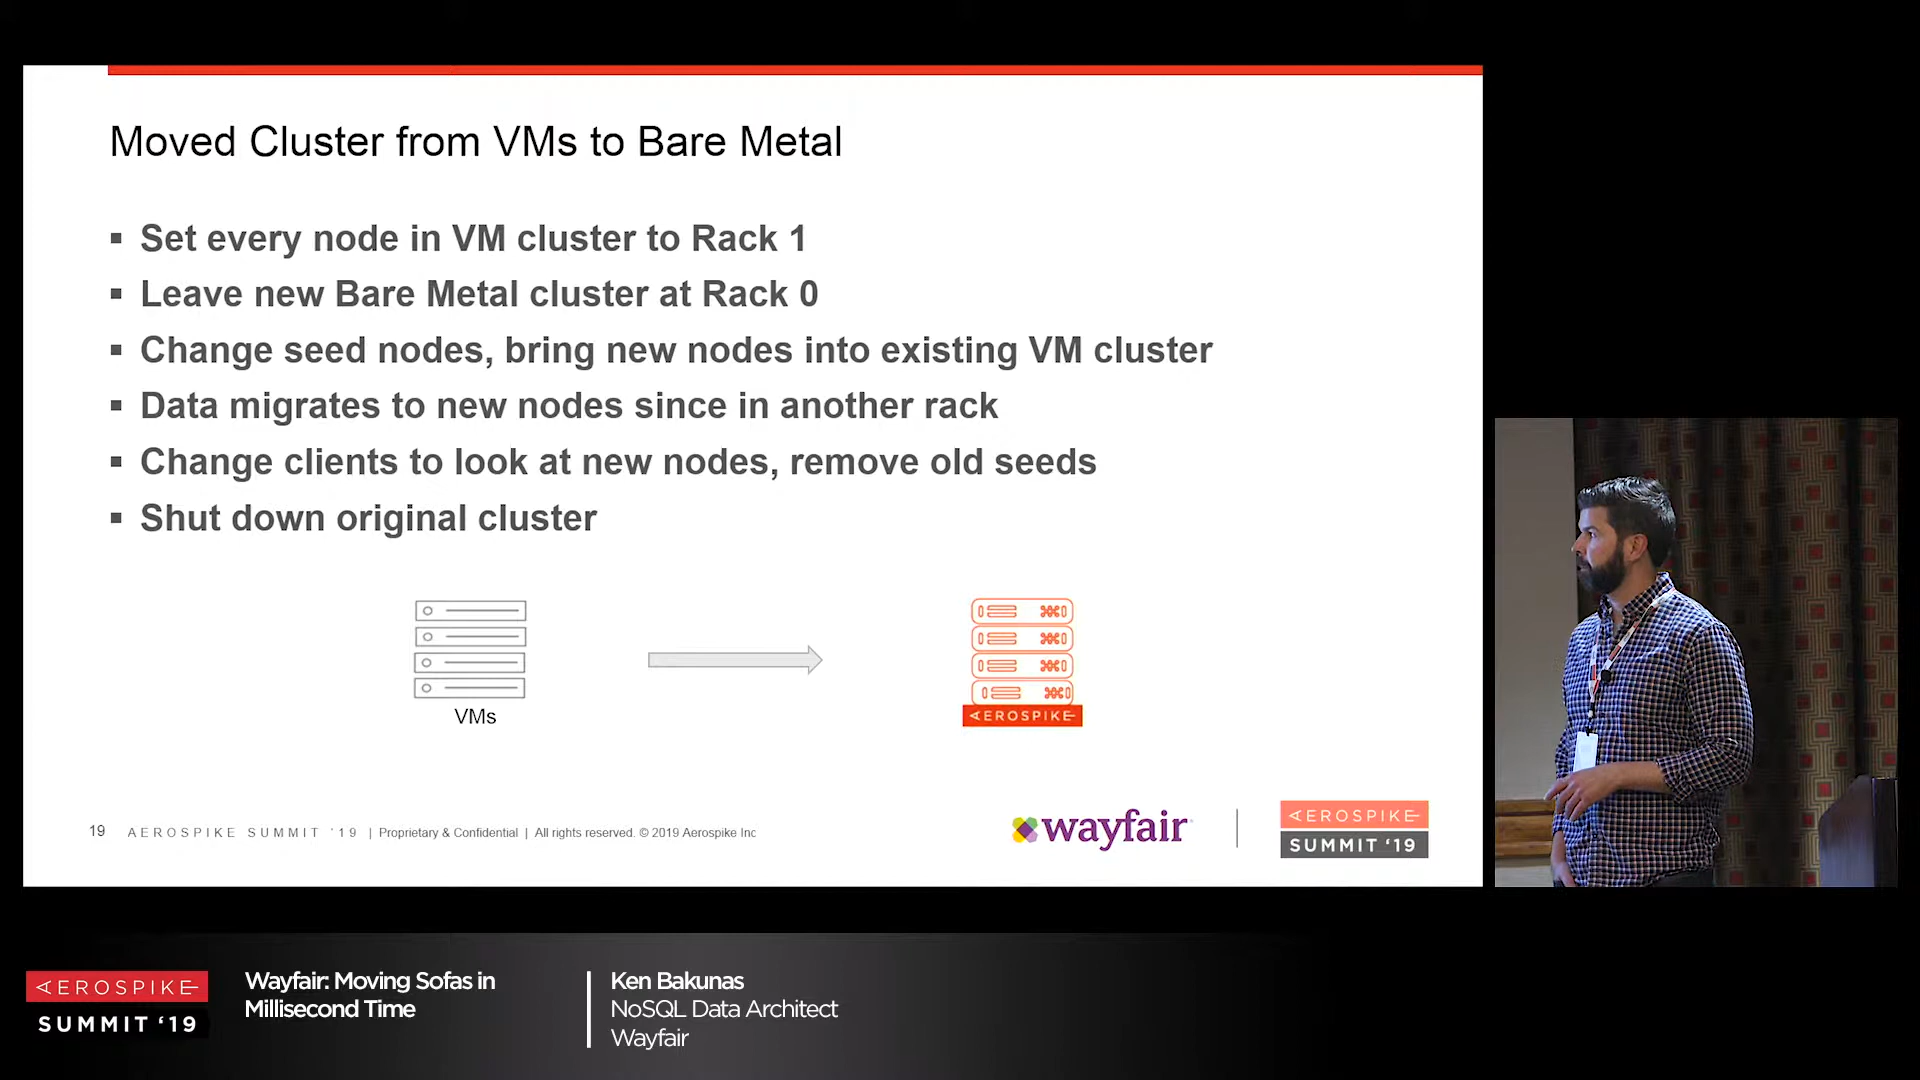 Moved Cluster from VMs to Bare Metal
▪ Set every node in VM cluster to Rack 1
▪ Leave new Bare Metal cluster at Rack 0
▪ Change seed nodes, bring new nodes into existing VM cluster
▪ Data migrates to new nodes since in another rack
▪ Change clients to look at new nodes, remove old seeds
▪ Shut down original cluster
VMs
AEROSPIKE
19 AEROSPIKE SUMMIT ‘19 | Proprietary & Confidential | All rights reserved. © 2019 Aerospike Inc
wayfair
AEROSPIKE
SUMMIT ‘19
AEROSPIKE
SUMMIT ‘19
Wayfair: Moving Sofas in
Millisecond Time
Ken Bakunas
NoSQL Data Architect
Wayfair